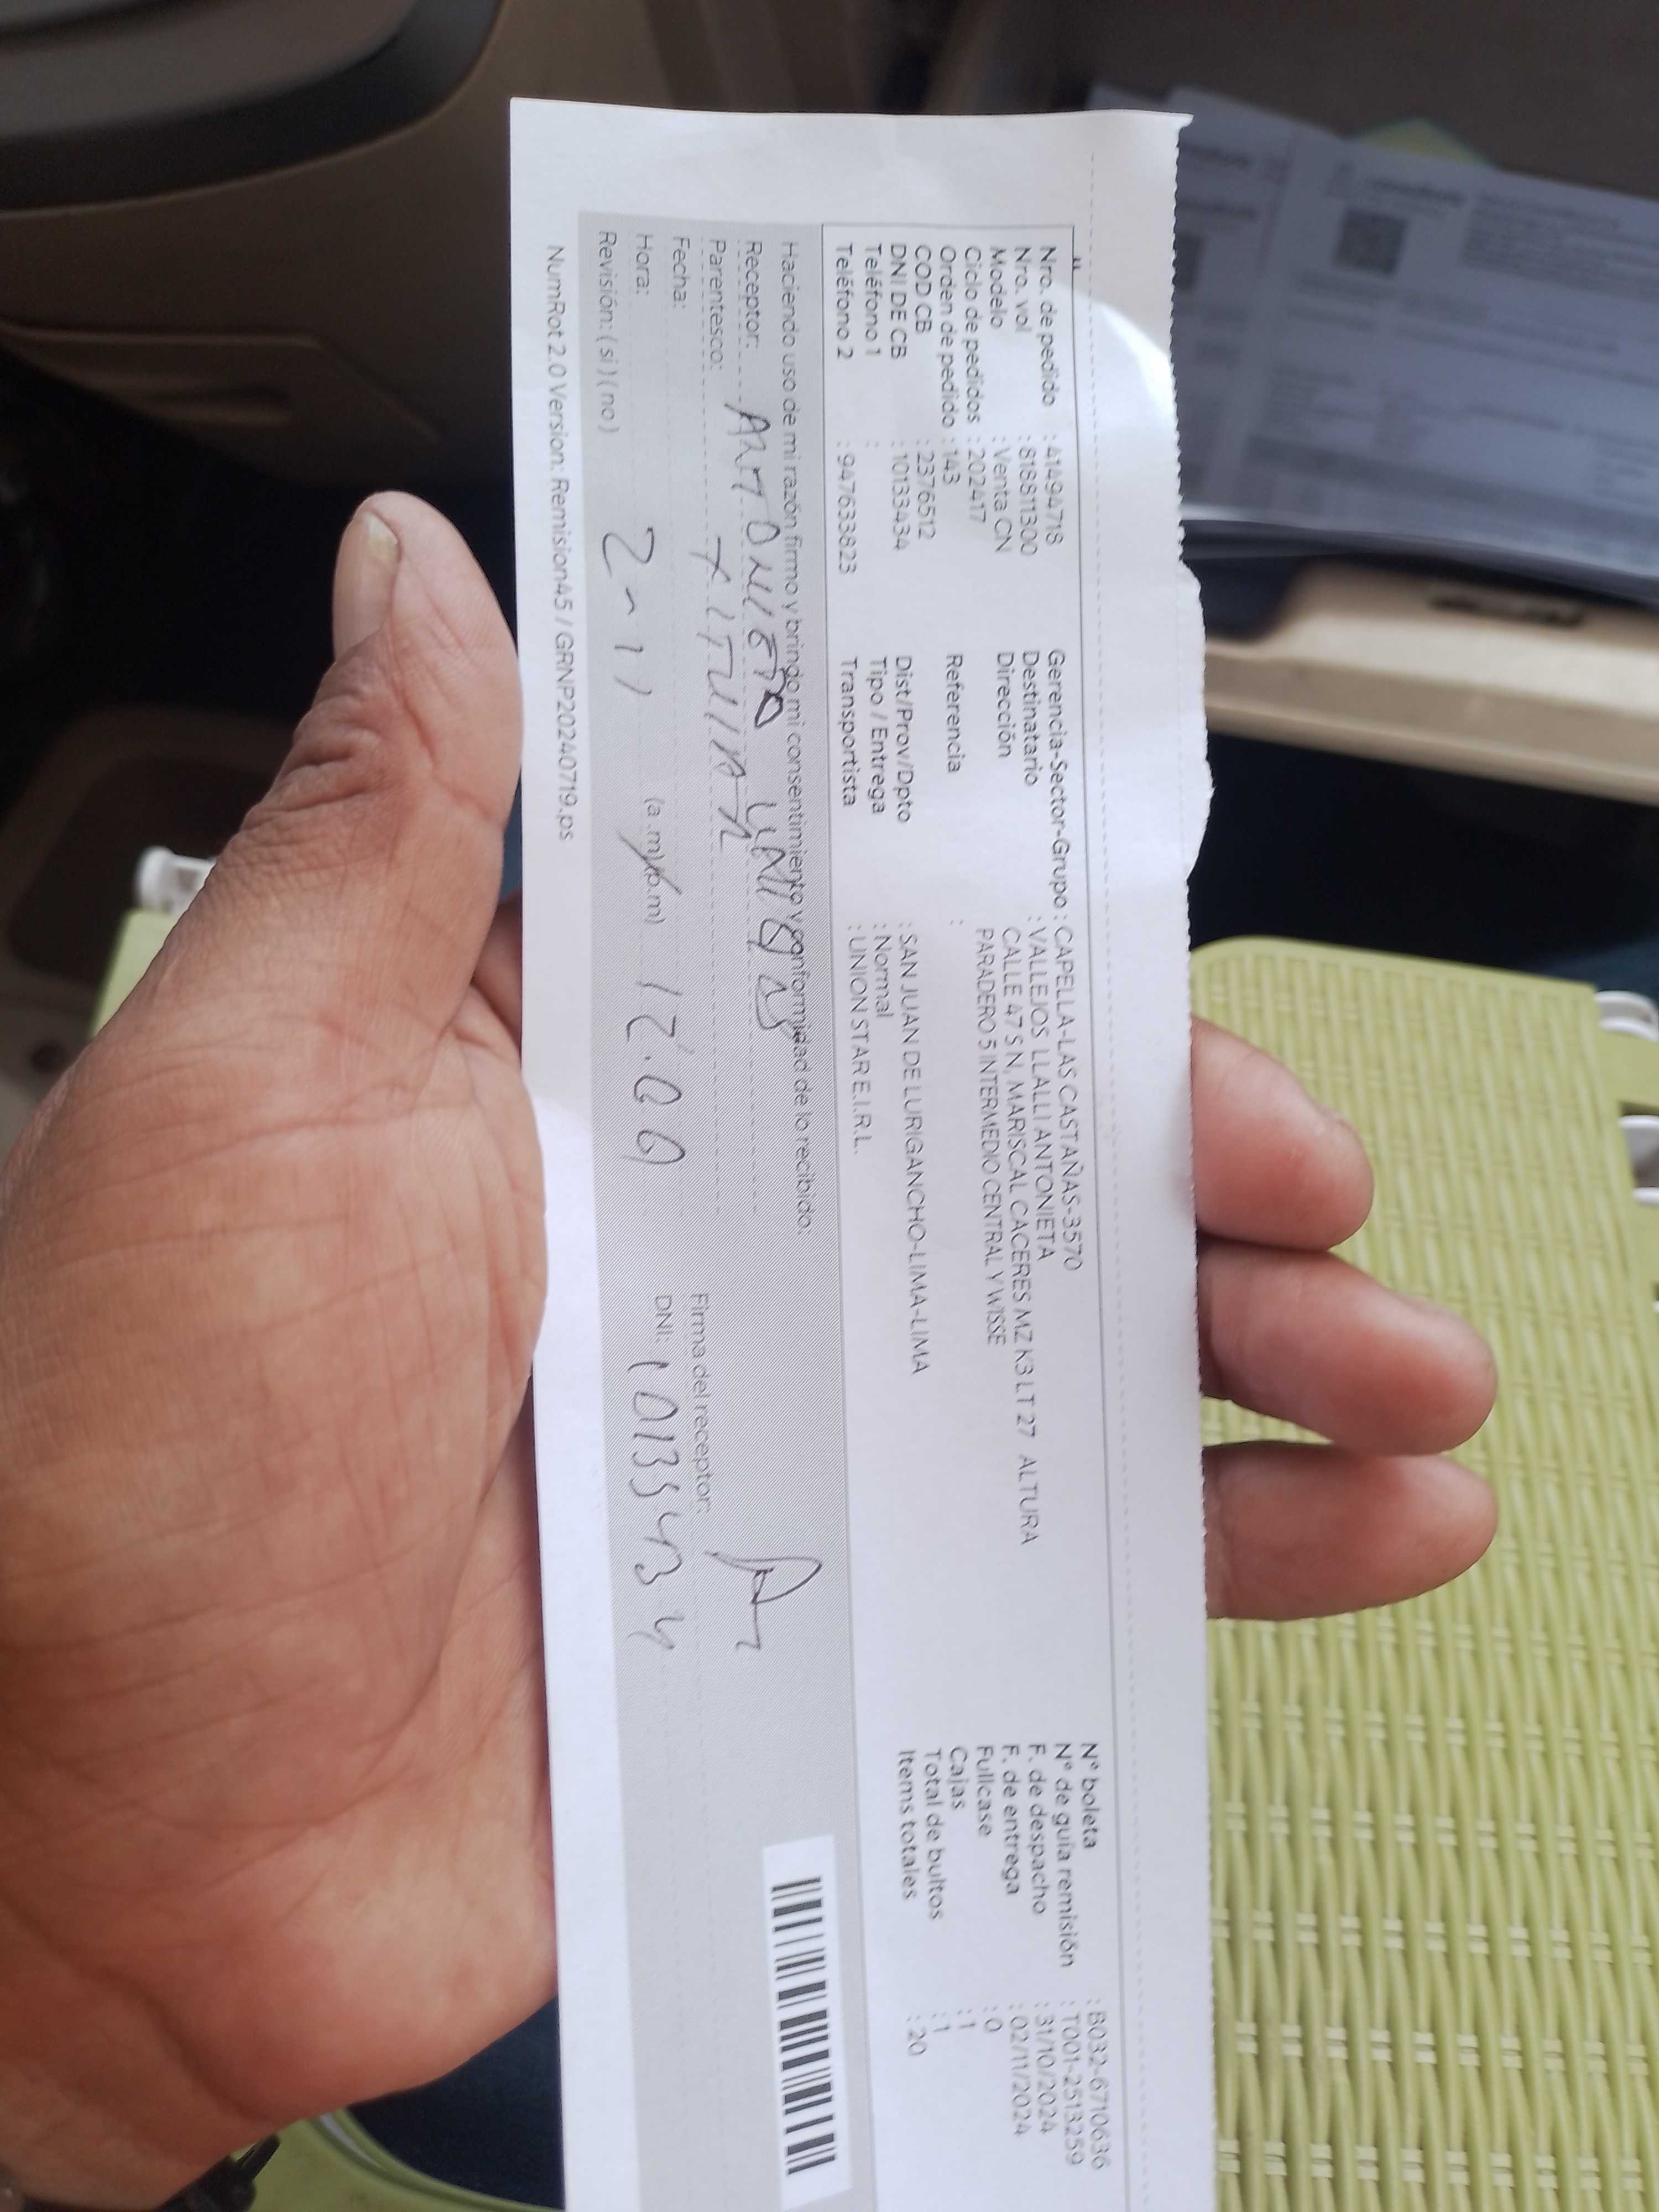 Nro. de pedido : 41494718
Nro. vol : 818811300
Modelo : Venta CN
Ciclo de pedidos : 202417
Orden de pedido : 143
COD CB : 2376512
DNI DE CB : 10133434
Teléfono 1 :
Teléfono 2 : 947633823
Gerencia-Sector-Grupo : CAPELLA-LAS CASTAÑAS-3570
Destinatario : VALLEJOS LLALLI ANTONIETA
Dirección CALLE 47 S N, MARISCAL CACERES MZ K3 LT 27 ALTURA
PARADERO 5 INTERMEDIO CENTRAL Y WISSE
Referencia :
Dist/Prov/Dpto : SAN JUAN DE LURIGANCHO-LIMA-LIMA
Tipo / Entrega : Normal
Transportista : UNION STAR E.I.R.L.
N° boleta : B032-6710636
N° de guía remisión : T001-2513259
F. de despacho : 31/10/2024
F. de entrega : 02/11/2024
Fullcase : 0
Cajas : 1
Total de bultos : 1
Items totales : 20
Haciendo uso de mi razón firmo y bringo mi consentimiento y conformidad de lo recibido:
Receptor:
Parentesco: TITULAR
Fecha: 2-11
Hora: (a.m)(p.m) 12.00
Revisión: ( si ) ( no )
Firma del receptor:
DNI: 10133434
NumRot 2.0 Version: Remision45 / GRNP20240719.ps